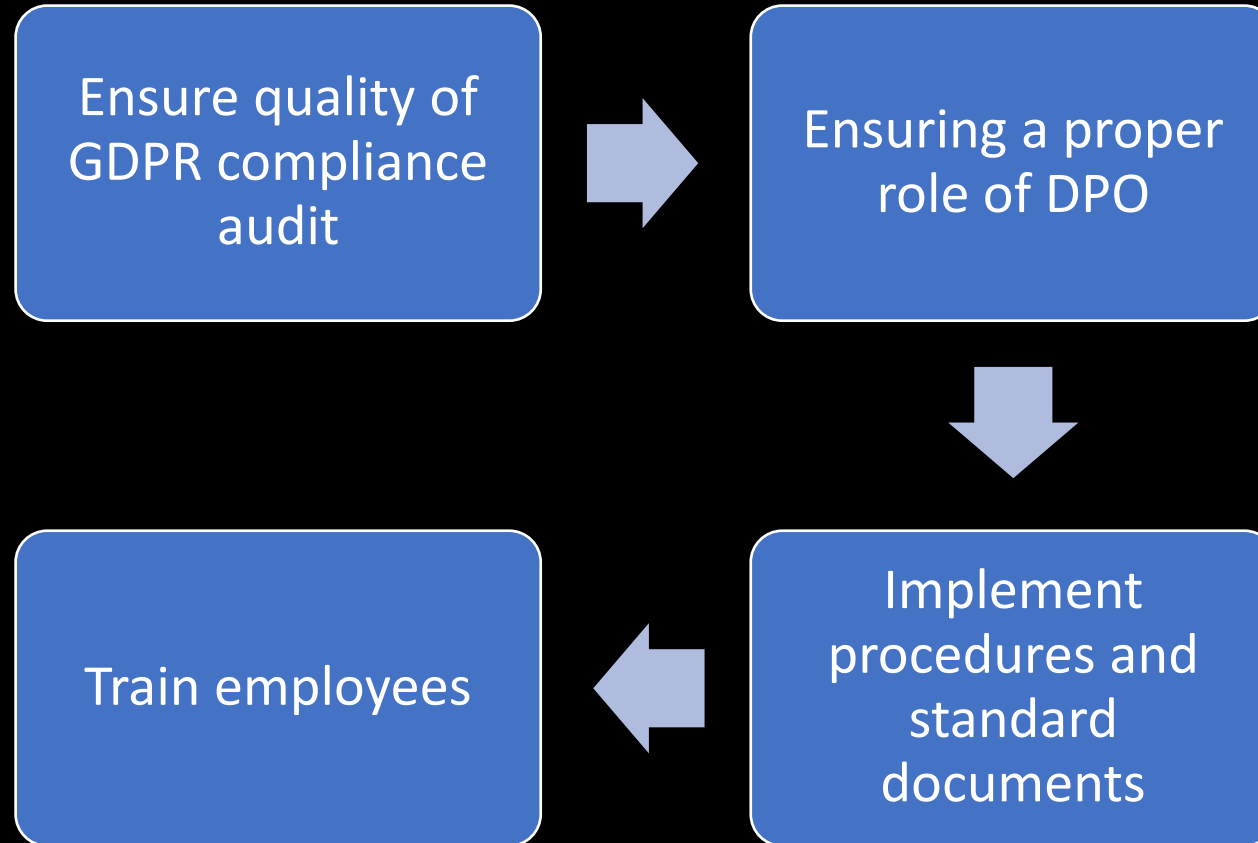 Ensure quality of
GDPR compliance
audit
Ensuring a proper
role of DPO
Implement
procedures and
standard
documents
Train employees